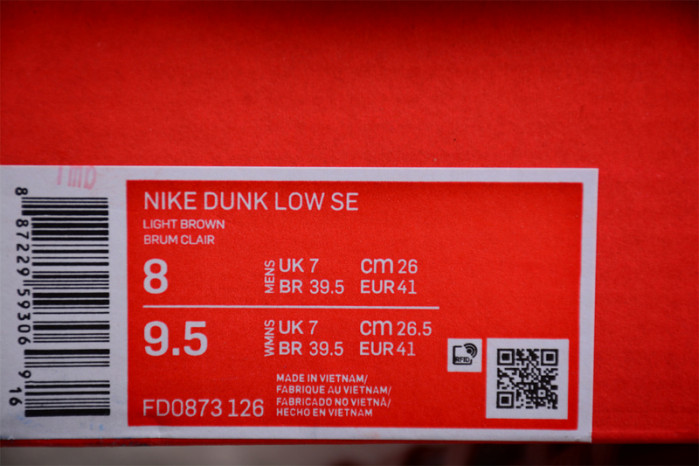 1mD
8 87229 59306 9 16
NIKE DUNK LOW SE
LIGHT BROWN
BRUM CLAIR
8 MENS UK 7 cm 26
BR 39.5 EUR 41
9.5 WMNS UK 7 cm 26.5
BR 39.5 EUR 41
RFID
MADE IN VIETNAM/
FABRIQUE AU VIETNAM/
FABRICADO NO VIETNÃ/
HECHO EN VIETNAM
FD0873 126